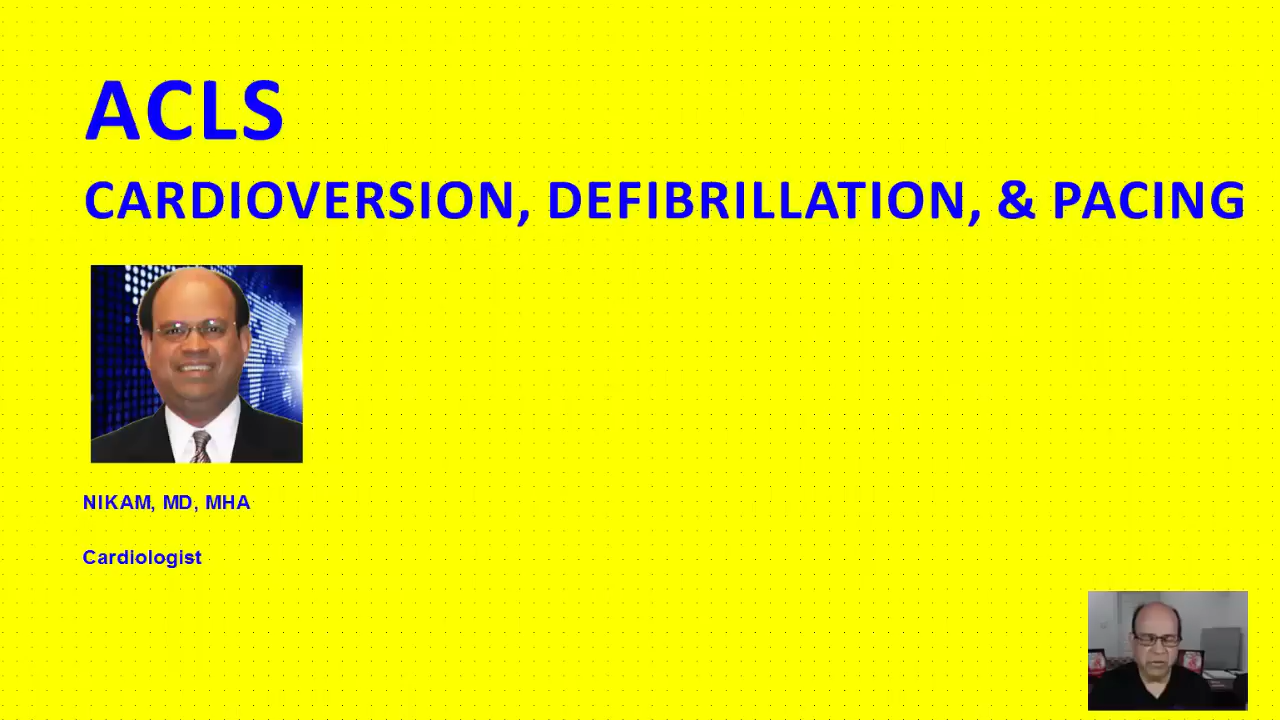 ACLS
CARDIOVERSION, DEFIBRILLATION, & PACING
NIKAM, MD, MHA
Cardiologist